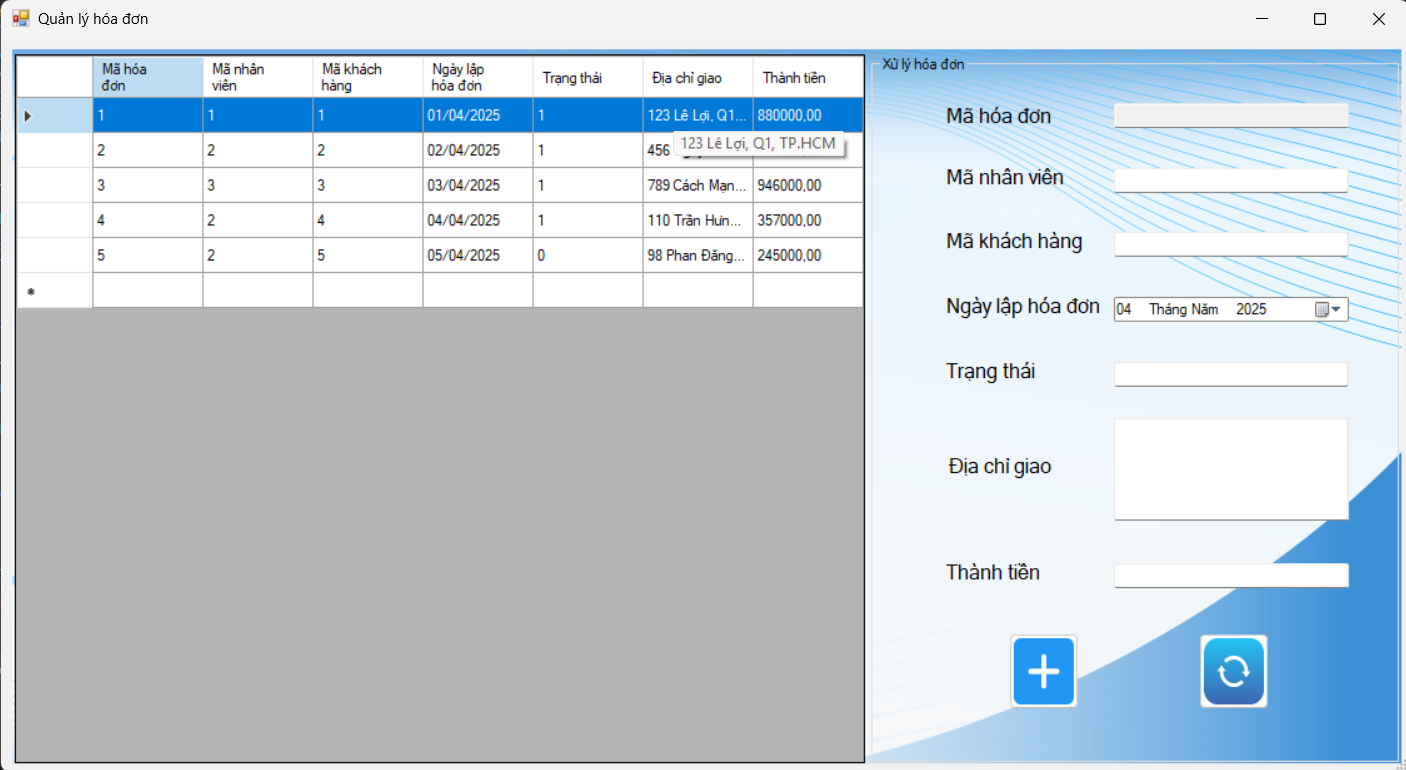 Quản lý hóa đơn
Mã hóa đơn Mã nhân viên Mã khách hàng Ngày lập hóa đơn Trạng thái Địa chỉ giao Thành tiền
1 1 1 01/04/2025 1 123 Lê Lợi, Q1... 880000,00
2 2 2 02/04/2025 1 456
123 Lê Lợi, Q1, TP.HCM
3 3 3 03/04/2025 1 789 Cách Mạn... 946000,00
4 2 4 04/04/2025 1 110 Trần Hưn... 357000,00
5 2 5 05/04/2025 0 98 Phan Đăng... 245000,00
Xử lý hóa đơn
Mã hóa đơn
Mã nhân viên
Mã khách hàng
Ngày lập hóa đơn 04 Tháng Năm 2025
Trạng thái
Địa chỉ giao
Thành tiền